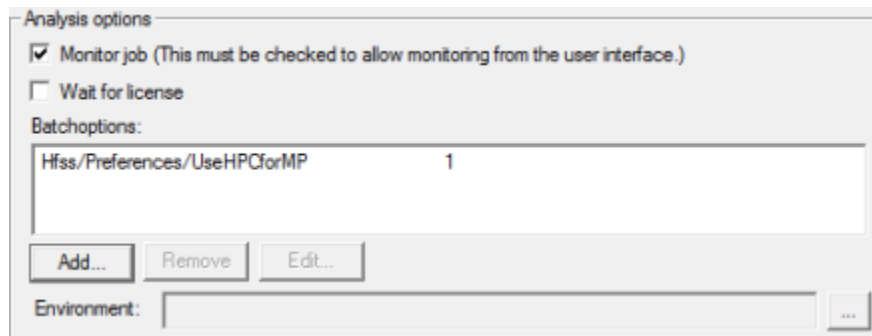 Analysis options
Monitor job (This must be checked to allow monitoring from the user interface.)
Wait for license
Batchoptions:
Hfss/Preferences/UseHPCforMP 1
Add... Remove Edit...
Environment: ...